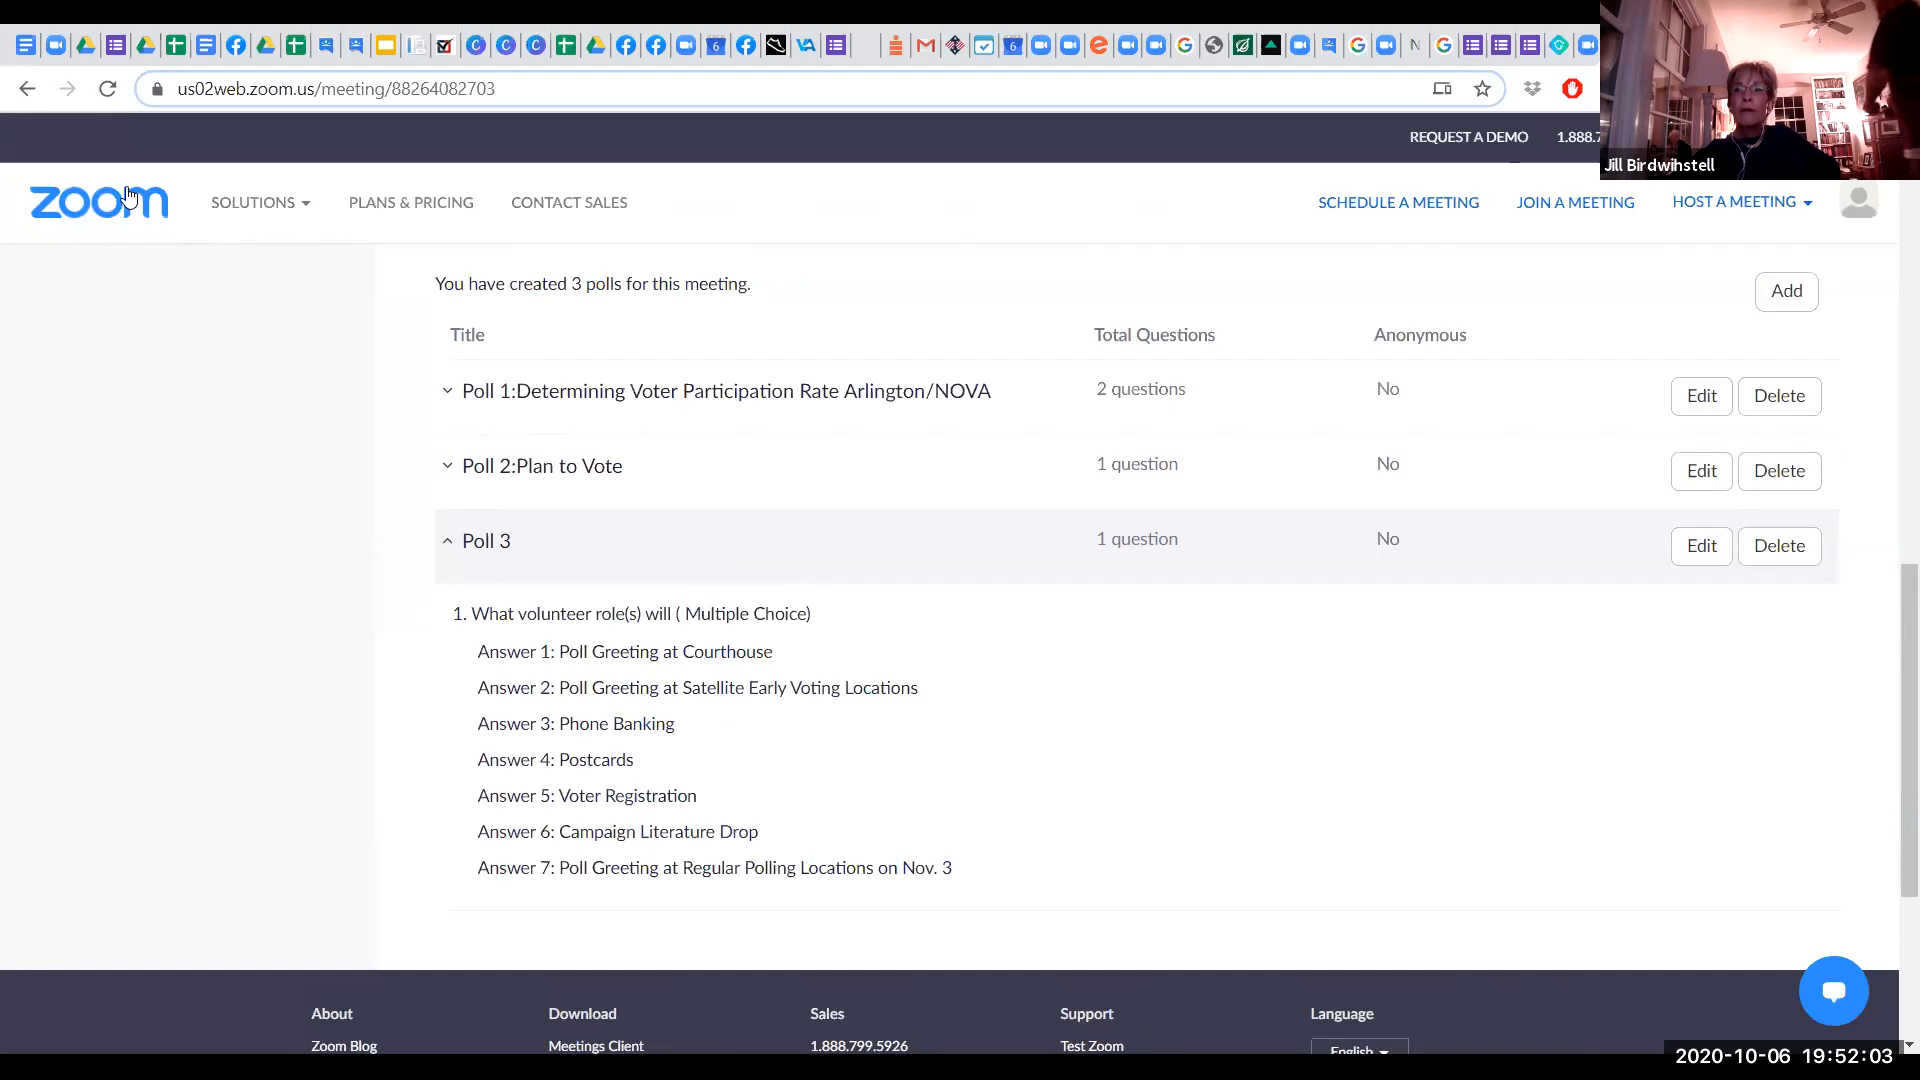 us02web.zoom.us/meeting/88264082703
REQUEST A DEMO
1.888.7
Jill Birdwihstell
zoom
SOLUTIONS
PLANS & PRICING
CONTACT SALES
SCHEDULE A MEETING
JOIN A MEETING
HOST A MEETING
You have created 3 polls for this meeting.
Add
Title
Total Questions
Anonymous
Poll 1:Determining Voter Participation Rate Arlington/NOVA
2 questions
No
Edit
Delete
Poll 2:Plan to Vote
1 question
No
Edit
Delete
Poll 3
1 question
No
Edit
Delete
1. What volunteer role(s) will ( Multiple Choice)
Answer 1: Poll Greeting at Courthouse
Answer 2: Poll Greeting at Satellite Early Voting Locations
Answer 3: Phone Banking
Answer 4: Postcards
Answer 5: Voter Registration
Answer 6: Campaign Literature Drop
Answer 7: Poll Greeting at Regular Polling Locations on Nov. 3
About
Download
Sales
Support
Language
Zoom Blog
Meetings Client
1.888.799.5926
Test Zoom
English
2020-10-06 19:52:03